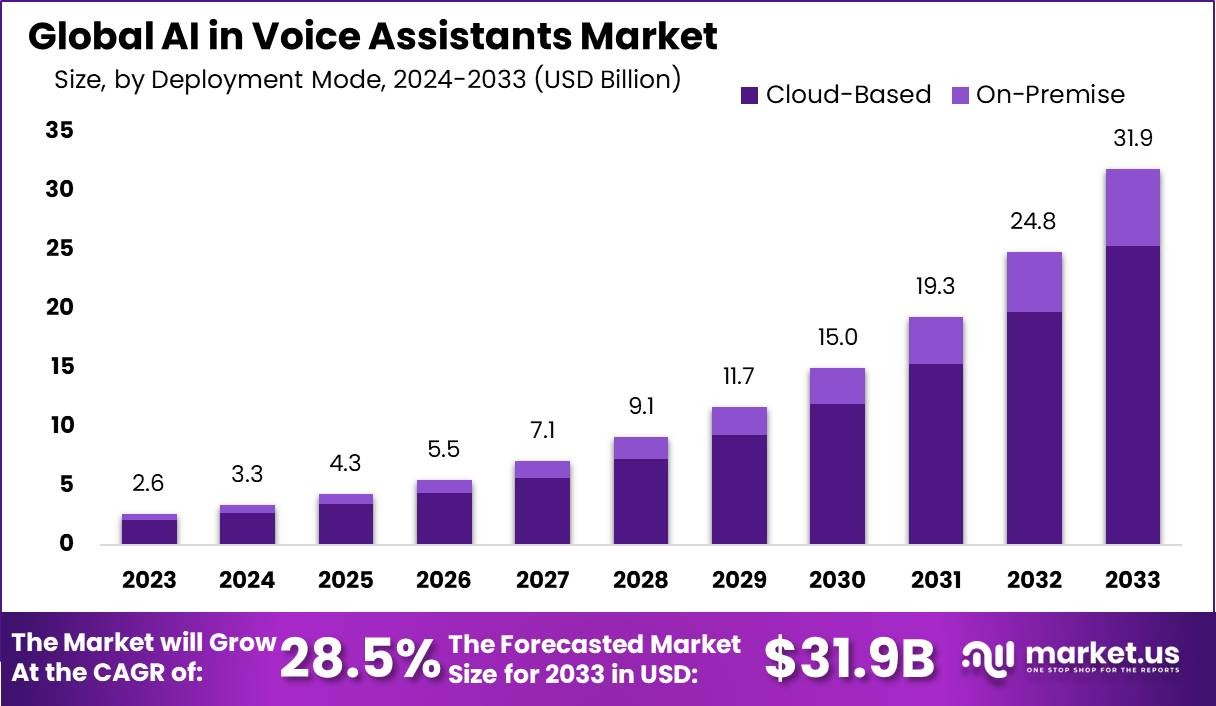 Global AI in Voice Assistants Market
Size, by Deployment Mode, 2024-2033 (USD Billion)
Cloud-Based On-Premise
35
30
25
20
15
10
5
0
2.6
3.3
4.3
5.5
7.1
9.1
11.7
15.0
19.3
24.8
31.9
2023 2024 2025 2026 2027 2028 2029 2030 2031 2032 2033
The Market will Grow
At the CAGR of:
28.5%
The Forecasted Market
Size for 2033 in USD:
$31.9B
market.us
ONE STOP SHOP FOR THE REPORTS